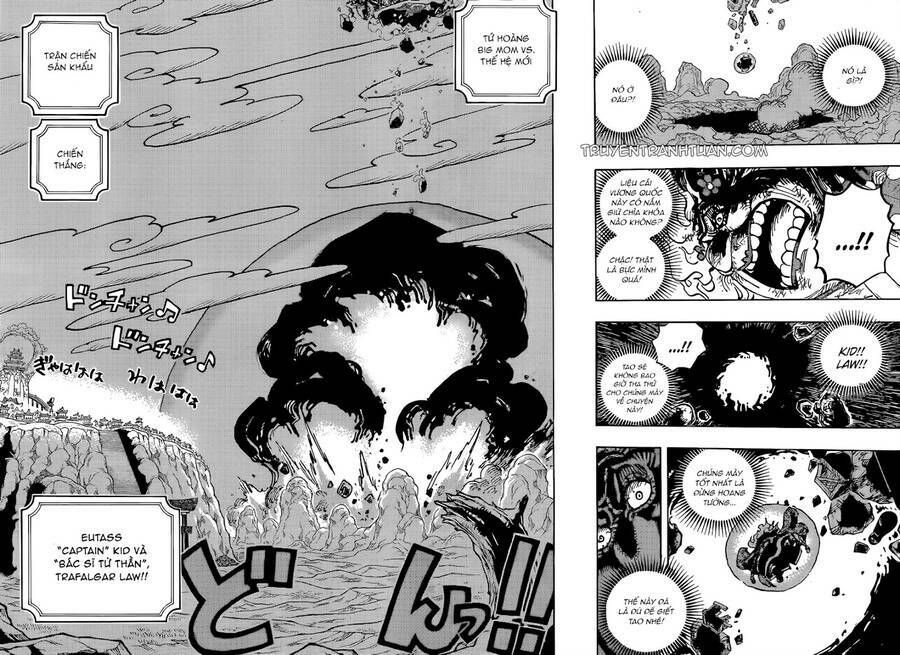 NÓ LÀ
GÌ?!
NÓ Ở
ĐÂU?!
TRUYENTRANHTUAN.COM
LIỆU CÁI
VƯƠNG QUỐC
NÀY CÓ NẮM
GIỮ CHÌA KHÓA
NÀO KHÔNG?
CHẬC! THẬT
LÀ BỰC MÌNH
QUÁ!
....!!
KID!!
LAW!!
....!!
TAO SẼ
KHÔNG BAO
GIỜ THA THỨ
CHO CHÚNG MÀY
VỀ CHUYỆN
NÀY!
CHÚNG MÀY
TỐT NHẤT LÀ
ĐỪNG HOANG
TƯỞNG...
THẾ NÀY ĐÃ
LÀ ĐỦ ĐỂ GIẾT
TAO NHÉ!
TỨ HOÀNG
BIG MOM VS.
THẾ HỆ MỚI
TRẬN CHIẾN
SÂN KHẤU
CHIẾN
THẮNG:
ドンチャン♪
ドンチャン♪
ぎゃははは
わはははは
EUTASS
"CAPTAIN" KID VÀ
"BÁC SĨ TỬ THẦN",
TRAFALGAR LAW!!
どんっ!!